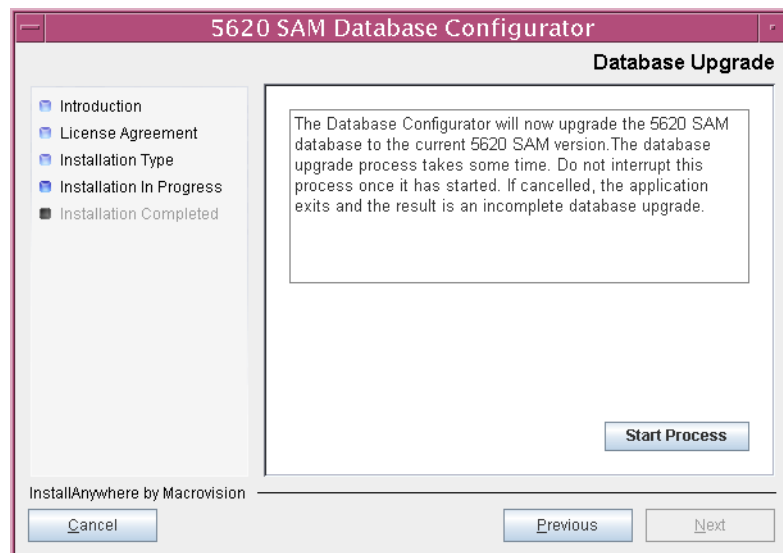 5620 SAM Database Configurator
Database Upgrade
Introduction
License Agreement
Installation Type
Installation In Progress
Installation Completed
The Database Configurator will now upgrade the 5620 SAM
database to the current 5620 SAM version.The database
upgrade process takes some time. Do not interrupt this
process once it has started. If cancelled, the application
exits and the result is an incomplete database upgrade.
Start Process
InstallAnywhere by Macrovision
Cancel
Previous
Next